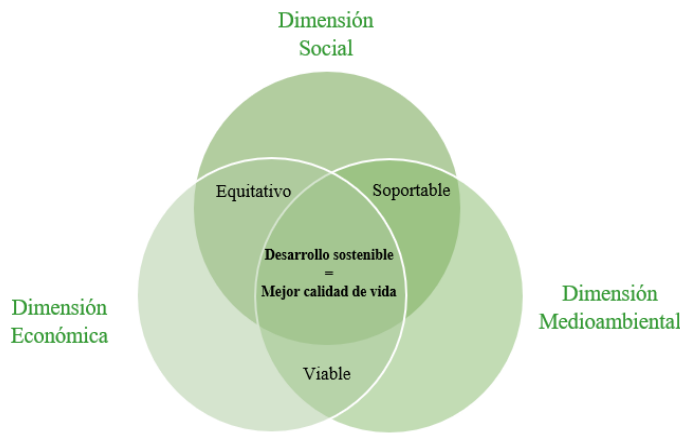 Dimensión
Social
Equitativo
Soportable
Desarrollo sostenible
=
Mejor calidad de vida
Dimensión
Económica
Dimensión
Medioambiental
Viable